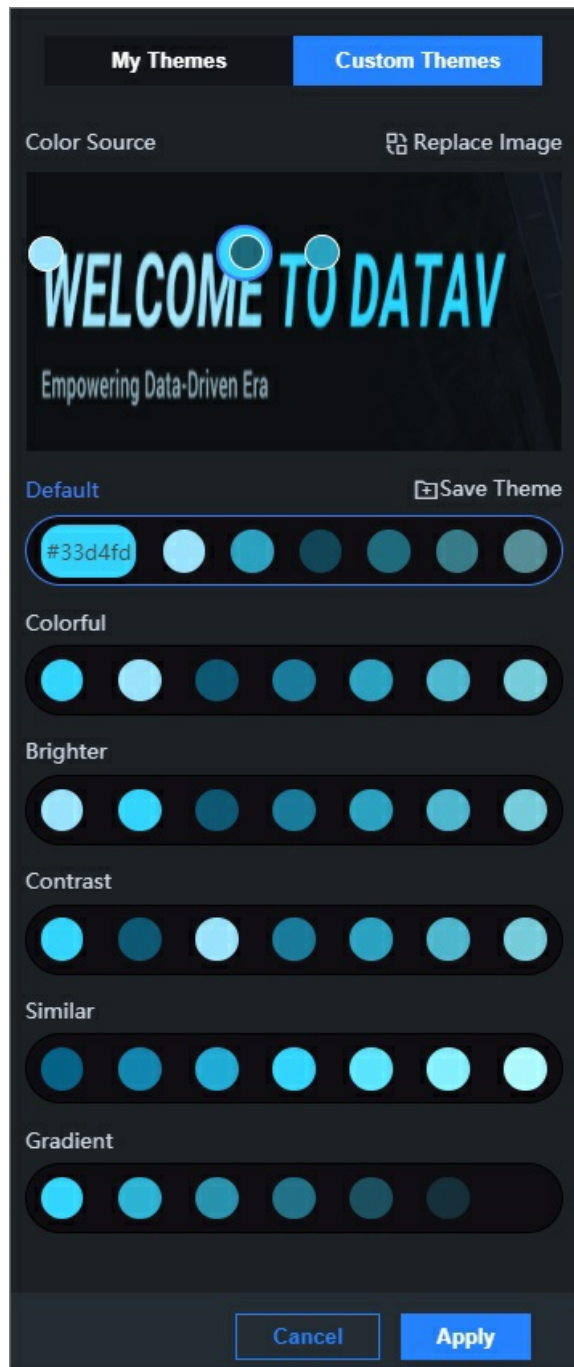 My Themes
Custom Themes
Color Source
Replace Image
WELCOME TO DATAV
Empowering Data-Driven Era
Default
Save Theme
#33d4fd
Colorful
Brighter
Contrast
Similar
Gradient
Cancel
Apply